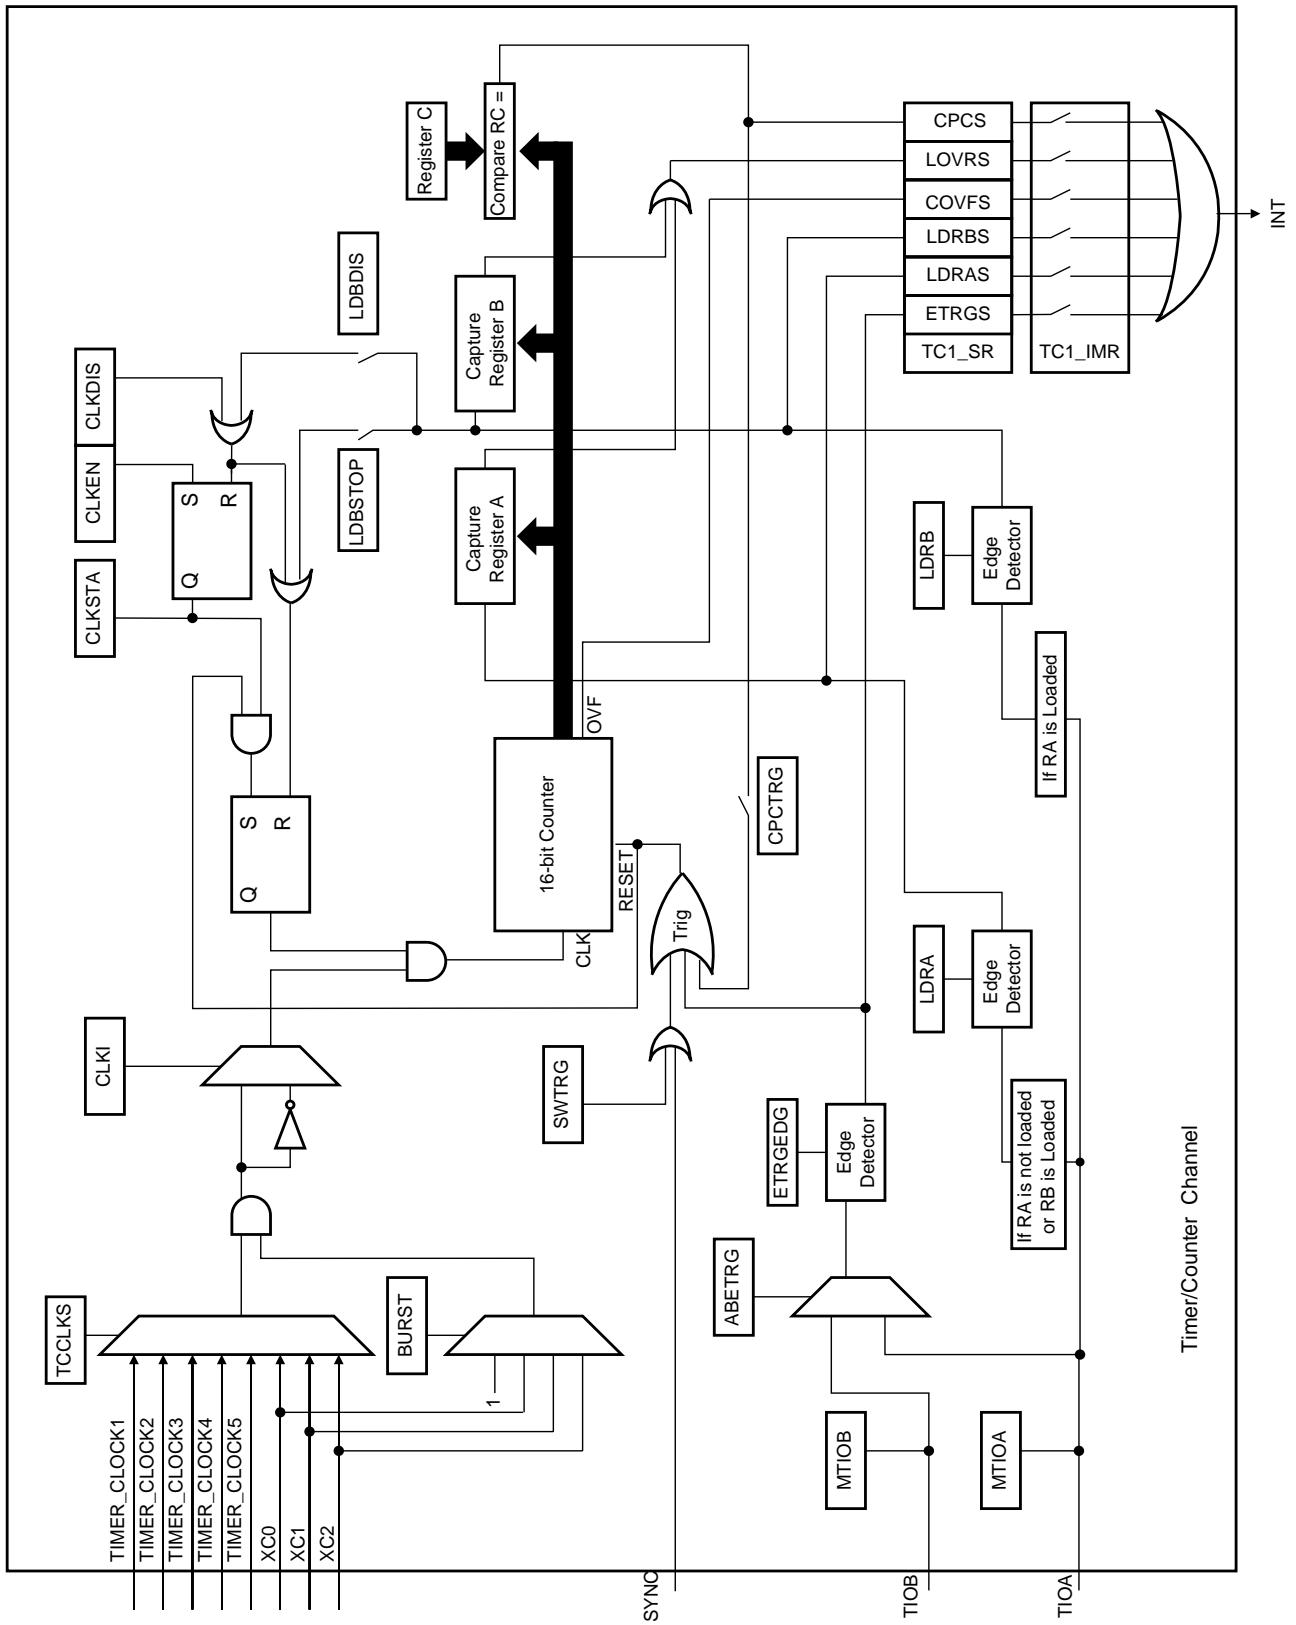 TCCLKS
TIMER_CLOCK1
TIMER_CLOCK2
TIMER_CLOCK3
TIMER_CLOCK4
TIMER_CLOCK5
XC0
XC1
XC2
CLKI
CLKSTA
CLKEN
CLKDIS
Q
S
R
Q
S
R
BURST
1
LDBSTOP
LDBDIS
Register C
Capture
Register A
Capture
Register B
Compare RC =
16-bit Counter
CLK
OVF
RESET
SWTRG
SYNC
Trig
CPCTRG
ABETRG
ETRGEDG
Edge
Detector
MTIOB
TIOB
MTIOA
TIOA
LDRA
Edge
Detector
If RA is not loaded
or RB is Loaded
LDRB
Edge
Detector
If RA is Loaded
CPCS
LOVRS
COVFS
LDRBS
LDRAS
ETRGS
TC1_SR
TC1_IMR
INT
Timer/Counter Channel